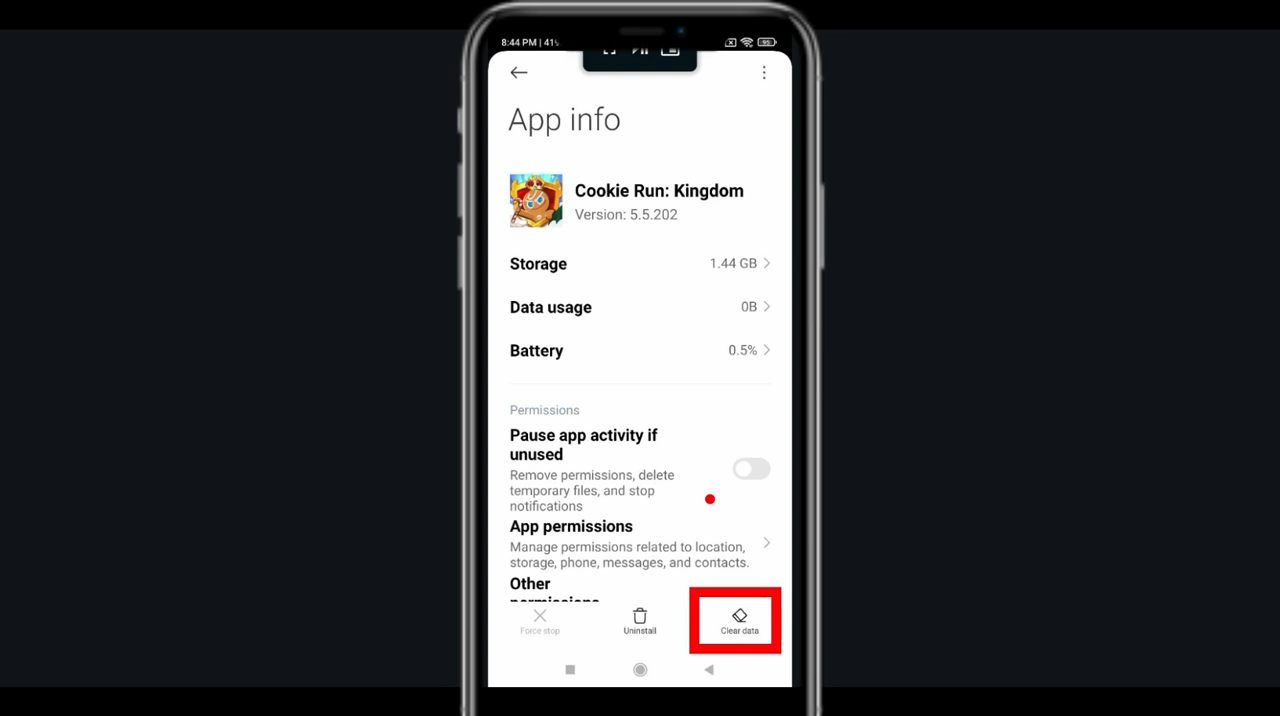 8:44 PM | 41
App info
Cookie Run: Kingdom
Version: 5.5.202
Storage
1.44 GB
Data usage
0B
Battery
0.5%
Permissions
Pause app activity if
unused
Remove permissions, delete
temporary files, and stop
notifications
App permissions
Manage permissions related to location,
storage, phone, messages, and contacts.
Other
permissions
Force stop
Uninstall
Clear data